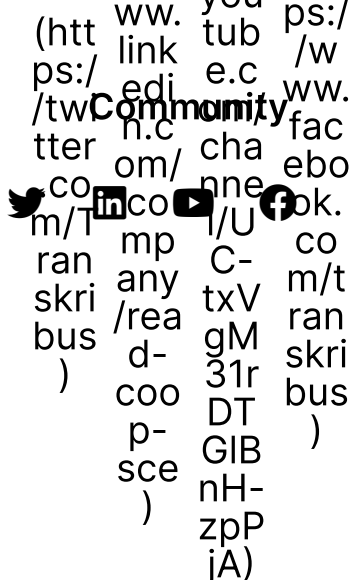 Community
(htt
ps:/
/twi
tter
.co
m/T
ran
skri
bus
)
ww.
link
edi
n.c
om/
co
mp
any
/rea
d-
coo
p-
sce
)
you
tub
e.c
om/
cha
nne
l/U
C-
txV
gM
31r
DT
GlB
nH-
zpP
jA)
ps:/
/w
ww.
fac
ebo
ok.
co
m/t
ran
skri
bus
)